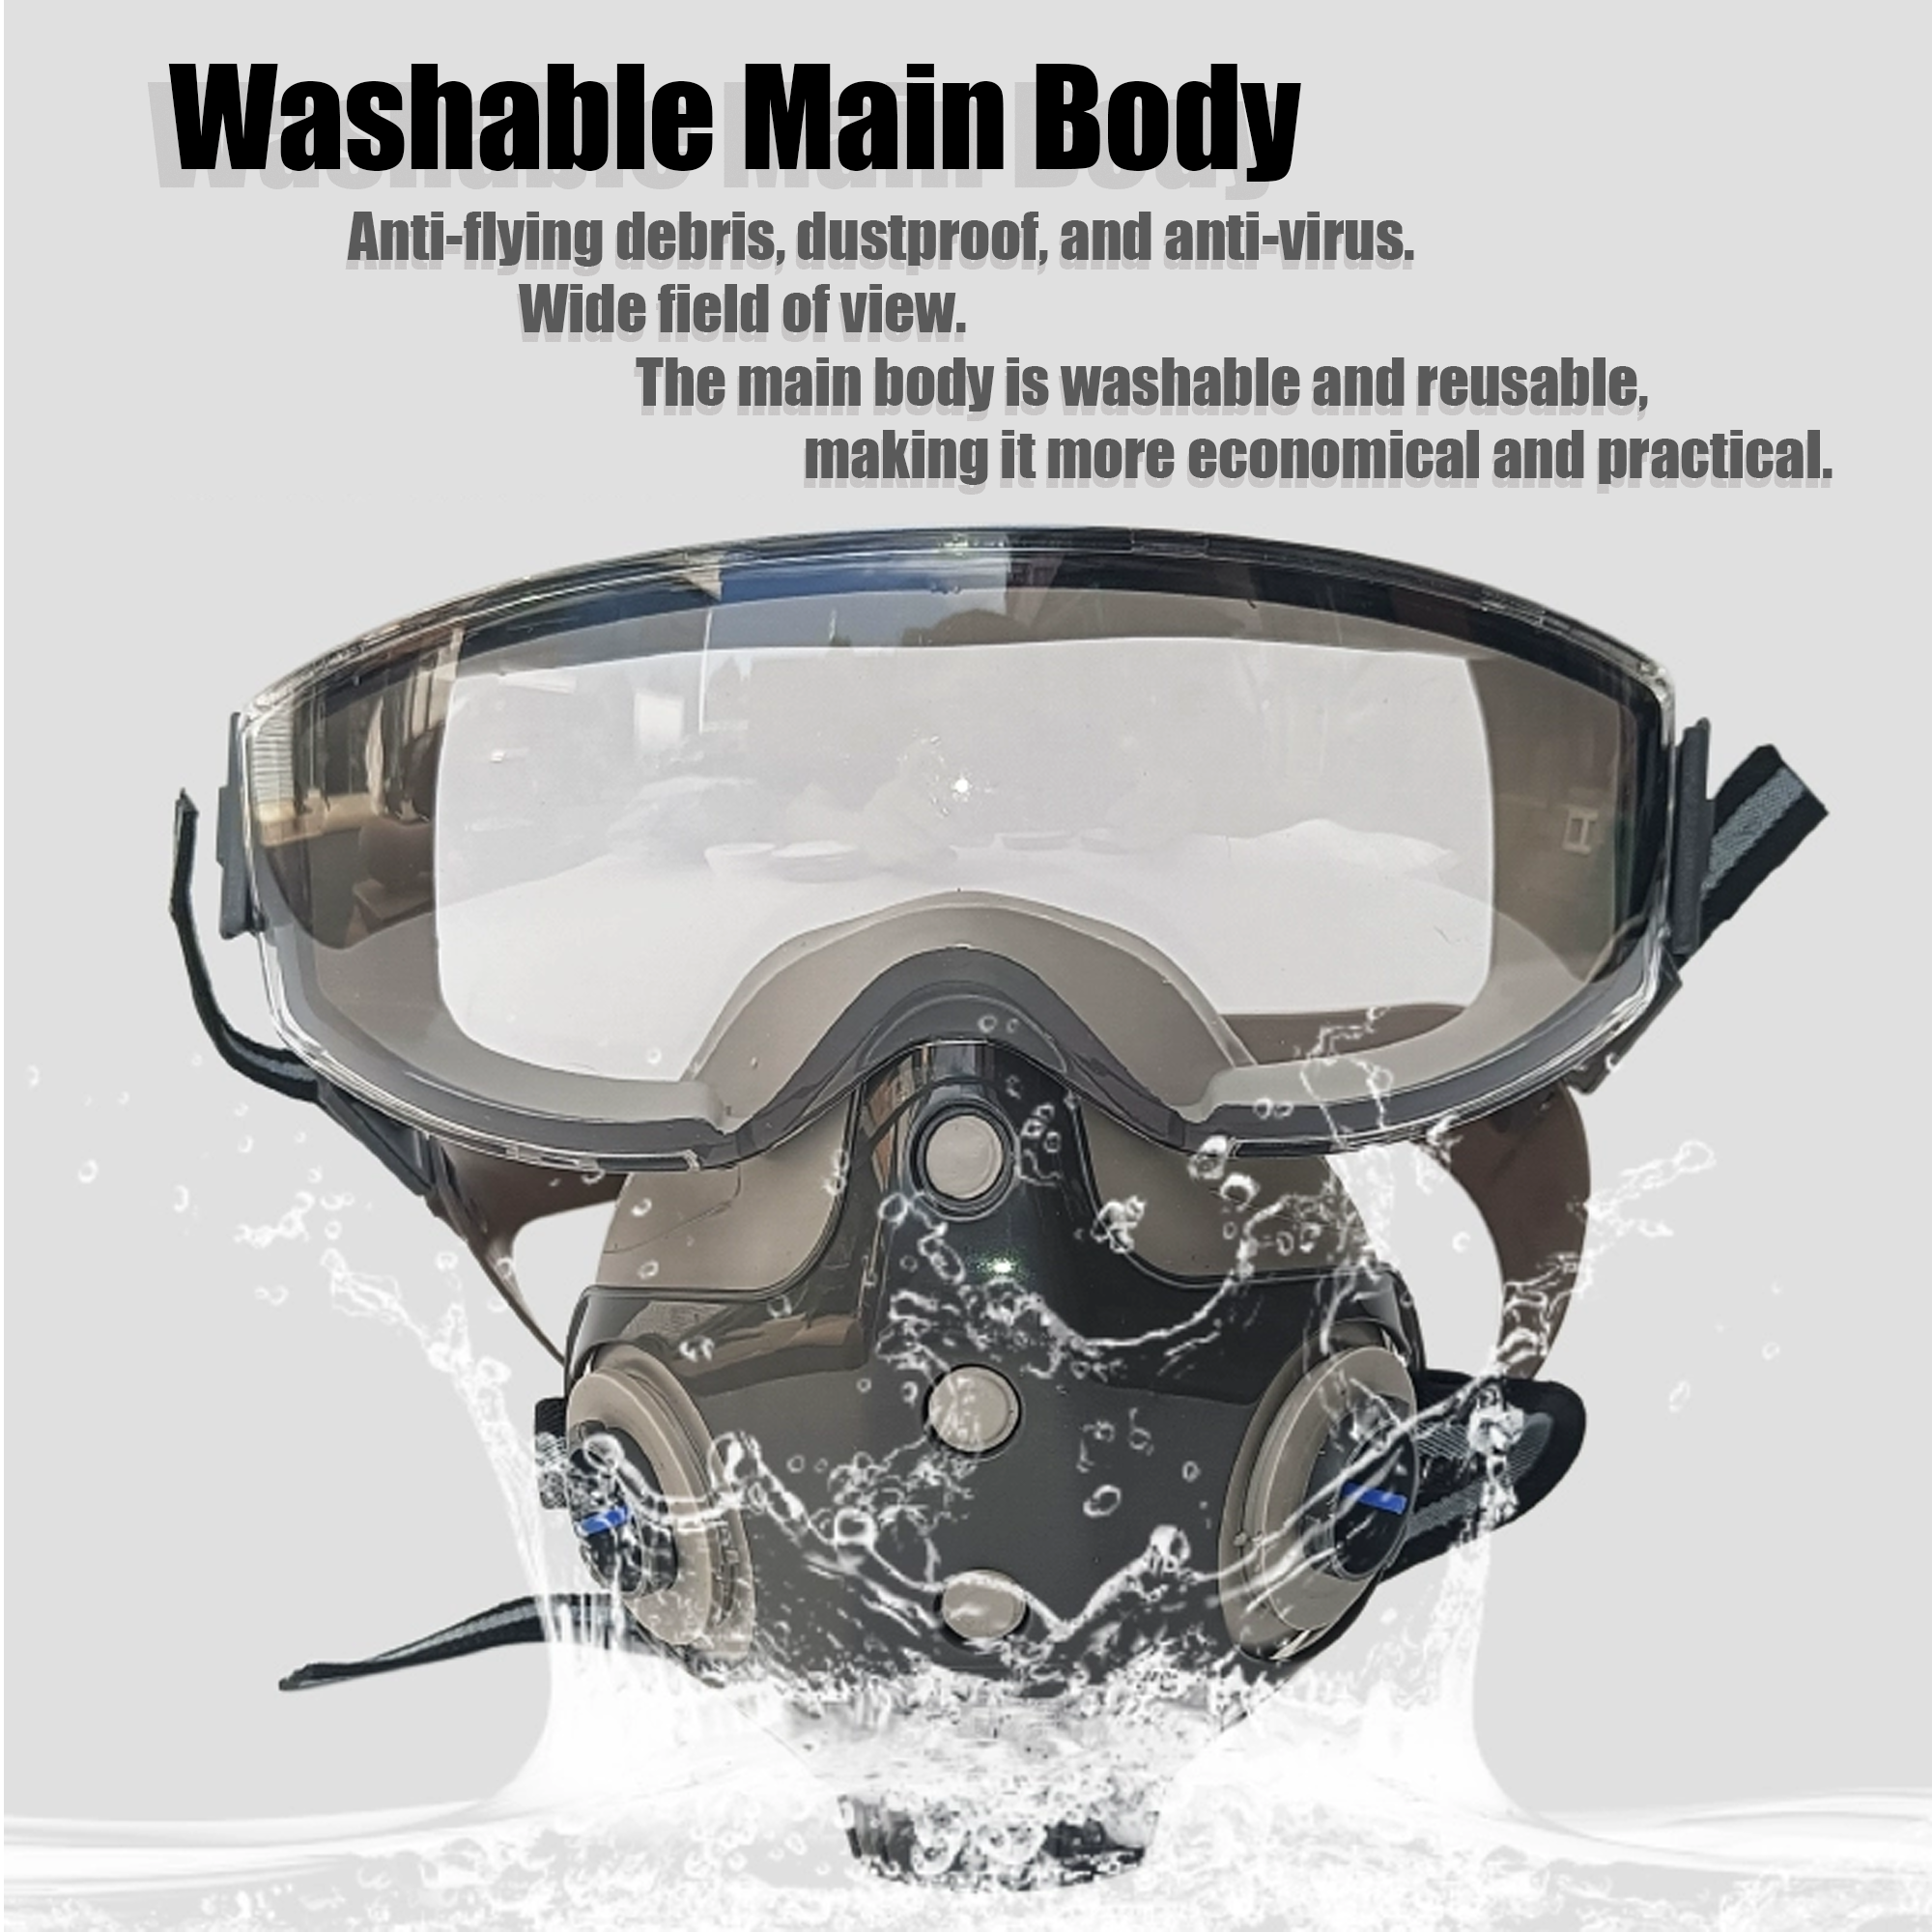 Washable Main Body
Anti-flying debris, dustproof, and anti-virus.
Wide field of view.
The main body is washable and reusable,
making it more economical and practical.